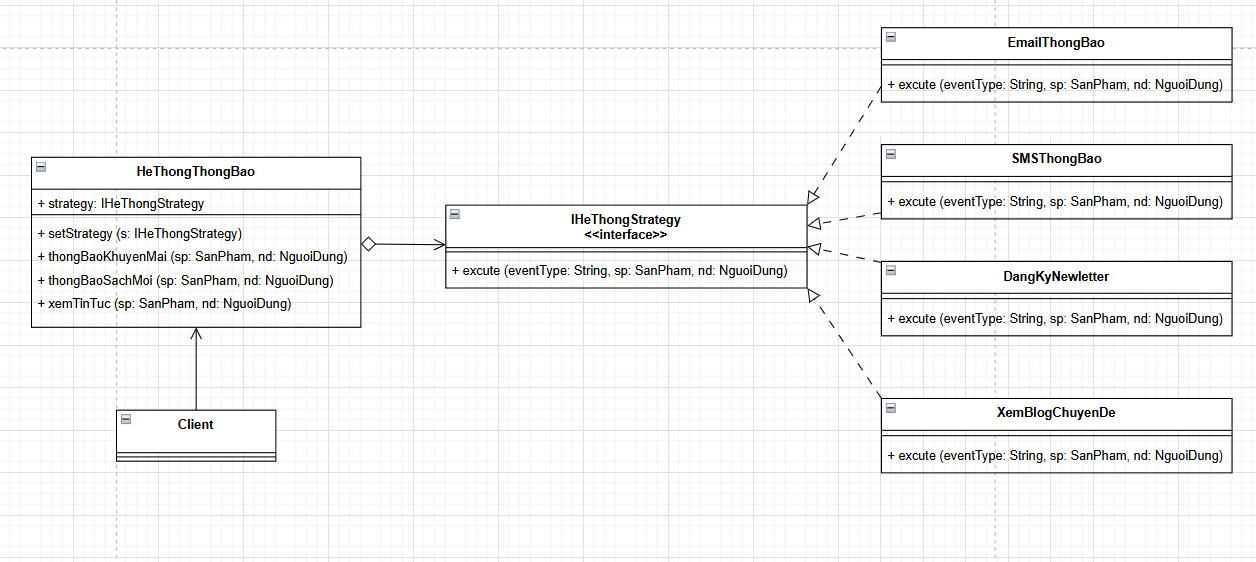 HeThongThongBao
+ strategy: IHeThongStrategy
+ setStrategy (s: IHeThongStrategy)
+ thongBaoKhuyenMai (sp: SanPham, nd: NguoiDung)
+ thongBaoSachMoi (sp: SanPham, nd: NguoiDung)
+ xemTinTuc (sp: SanPham, nd: NguoiDung)
Client
IHeThongStrategy
<<interface>>
+ excute (eventType: String, sp: SanPham, nd: NguoiDung)
EmailThongBao
+ excute (eventType: String, sp: SanPham, nd: NguoiDung)
SMSThongBao
+ excute (eventType: String, sp: SanPham, nd: NguoiDung)
DangKyNewletter
+ excute (eventType: String, sp: SanPham, nd: NguoiDung)
XemBlogChuyenDe
+ excute (eventType: String, sp: SanPham, nd: NguoiDung)